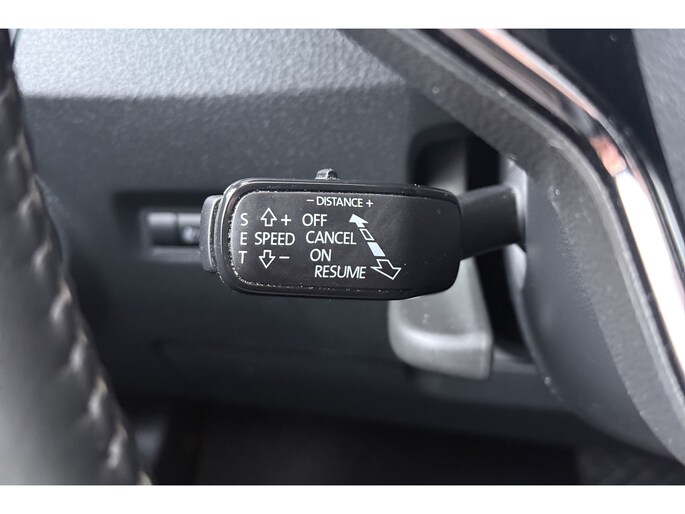 − DISTANCE +
S + OFF
E SPEED CANCEL
T − ON
RESUME